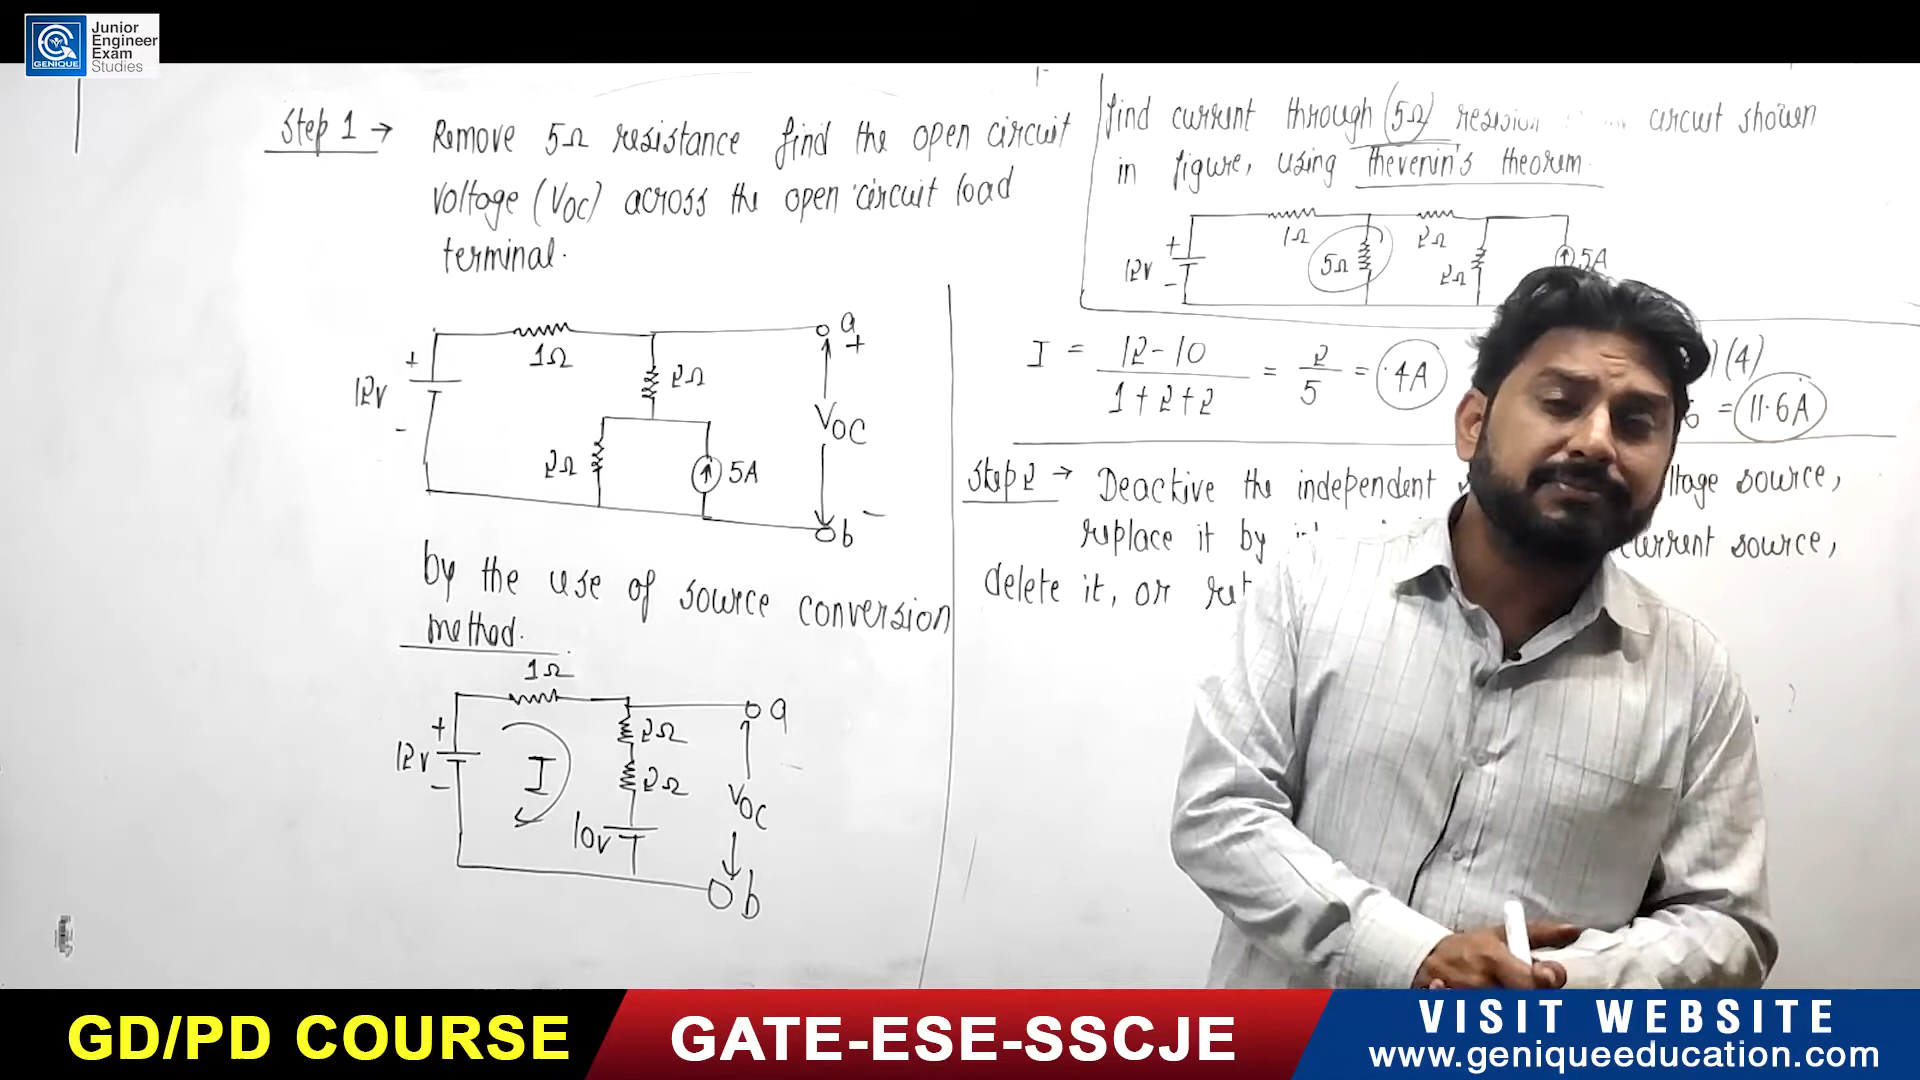 Junior
Engineer
Exam
Studies
GENIQUE
Step 1 → Remove 5Ω resistance find the open circuit
voltage (VOC) across the open circuit load
terminal.
find current through (5Ω) circuit shown
in figure, using thevenin's theorem.
1Ω
2Ω
5Ω
2Ω
5A
+
12V
-
a
+
1Ω
2Ω
+
12V
-
VOC
2Ω
5A
b
-
by the use of source conversion
method.
1Ω
a
2Ω
+
12V
-
I
2Ω
VOC
10V
b
I = 12-10 / 1+2+2 = 2 / 5 = .4A
) (4)
= 11.6A
Step 2 → Deactive the independent ltage source,
replace it by current source,
delete it, or
GD/PD COURSE
GATE-ESE-SSCJE
VISIT WEBSITE
www.geniqueeducation.com